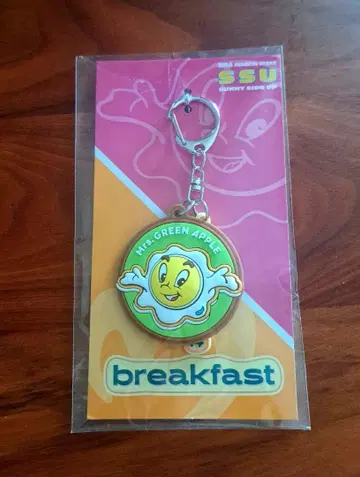 SSU
SUNNY SIDE UP
Mrs. GREEN APPLE
breakfast